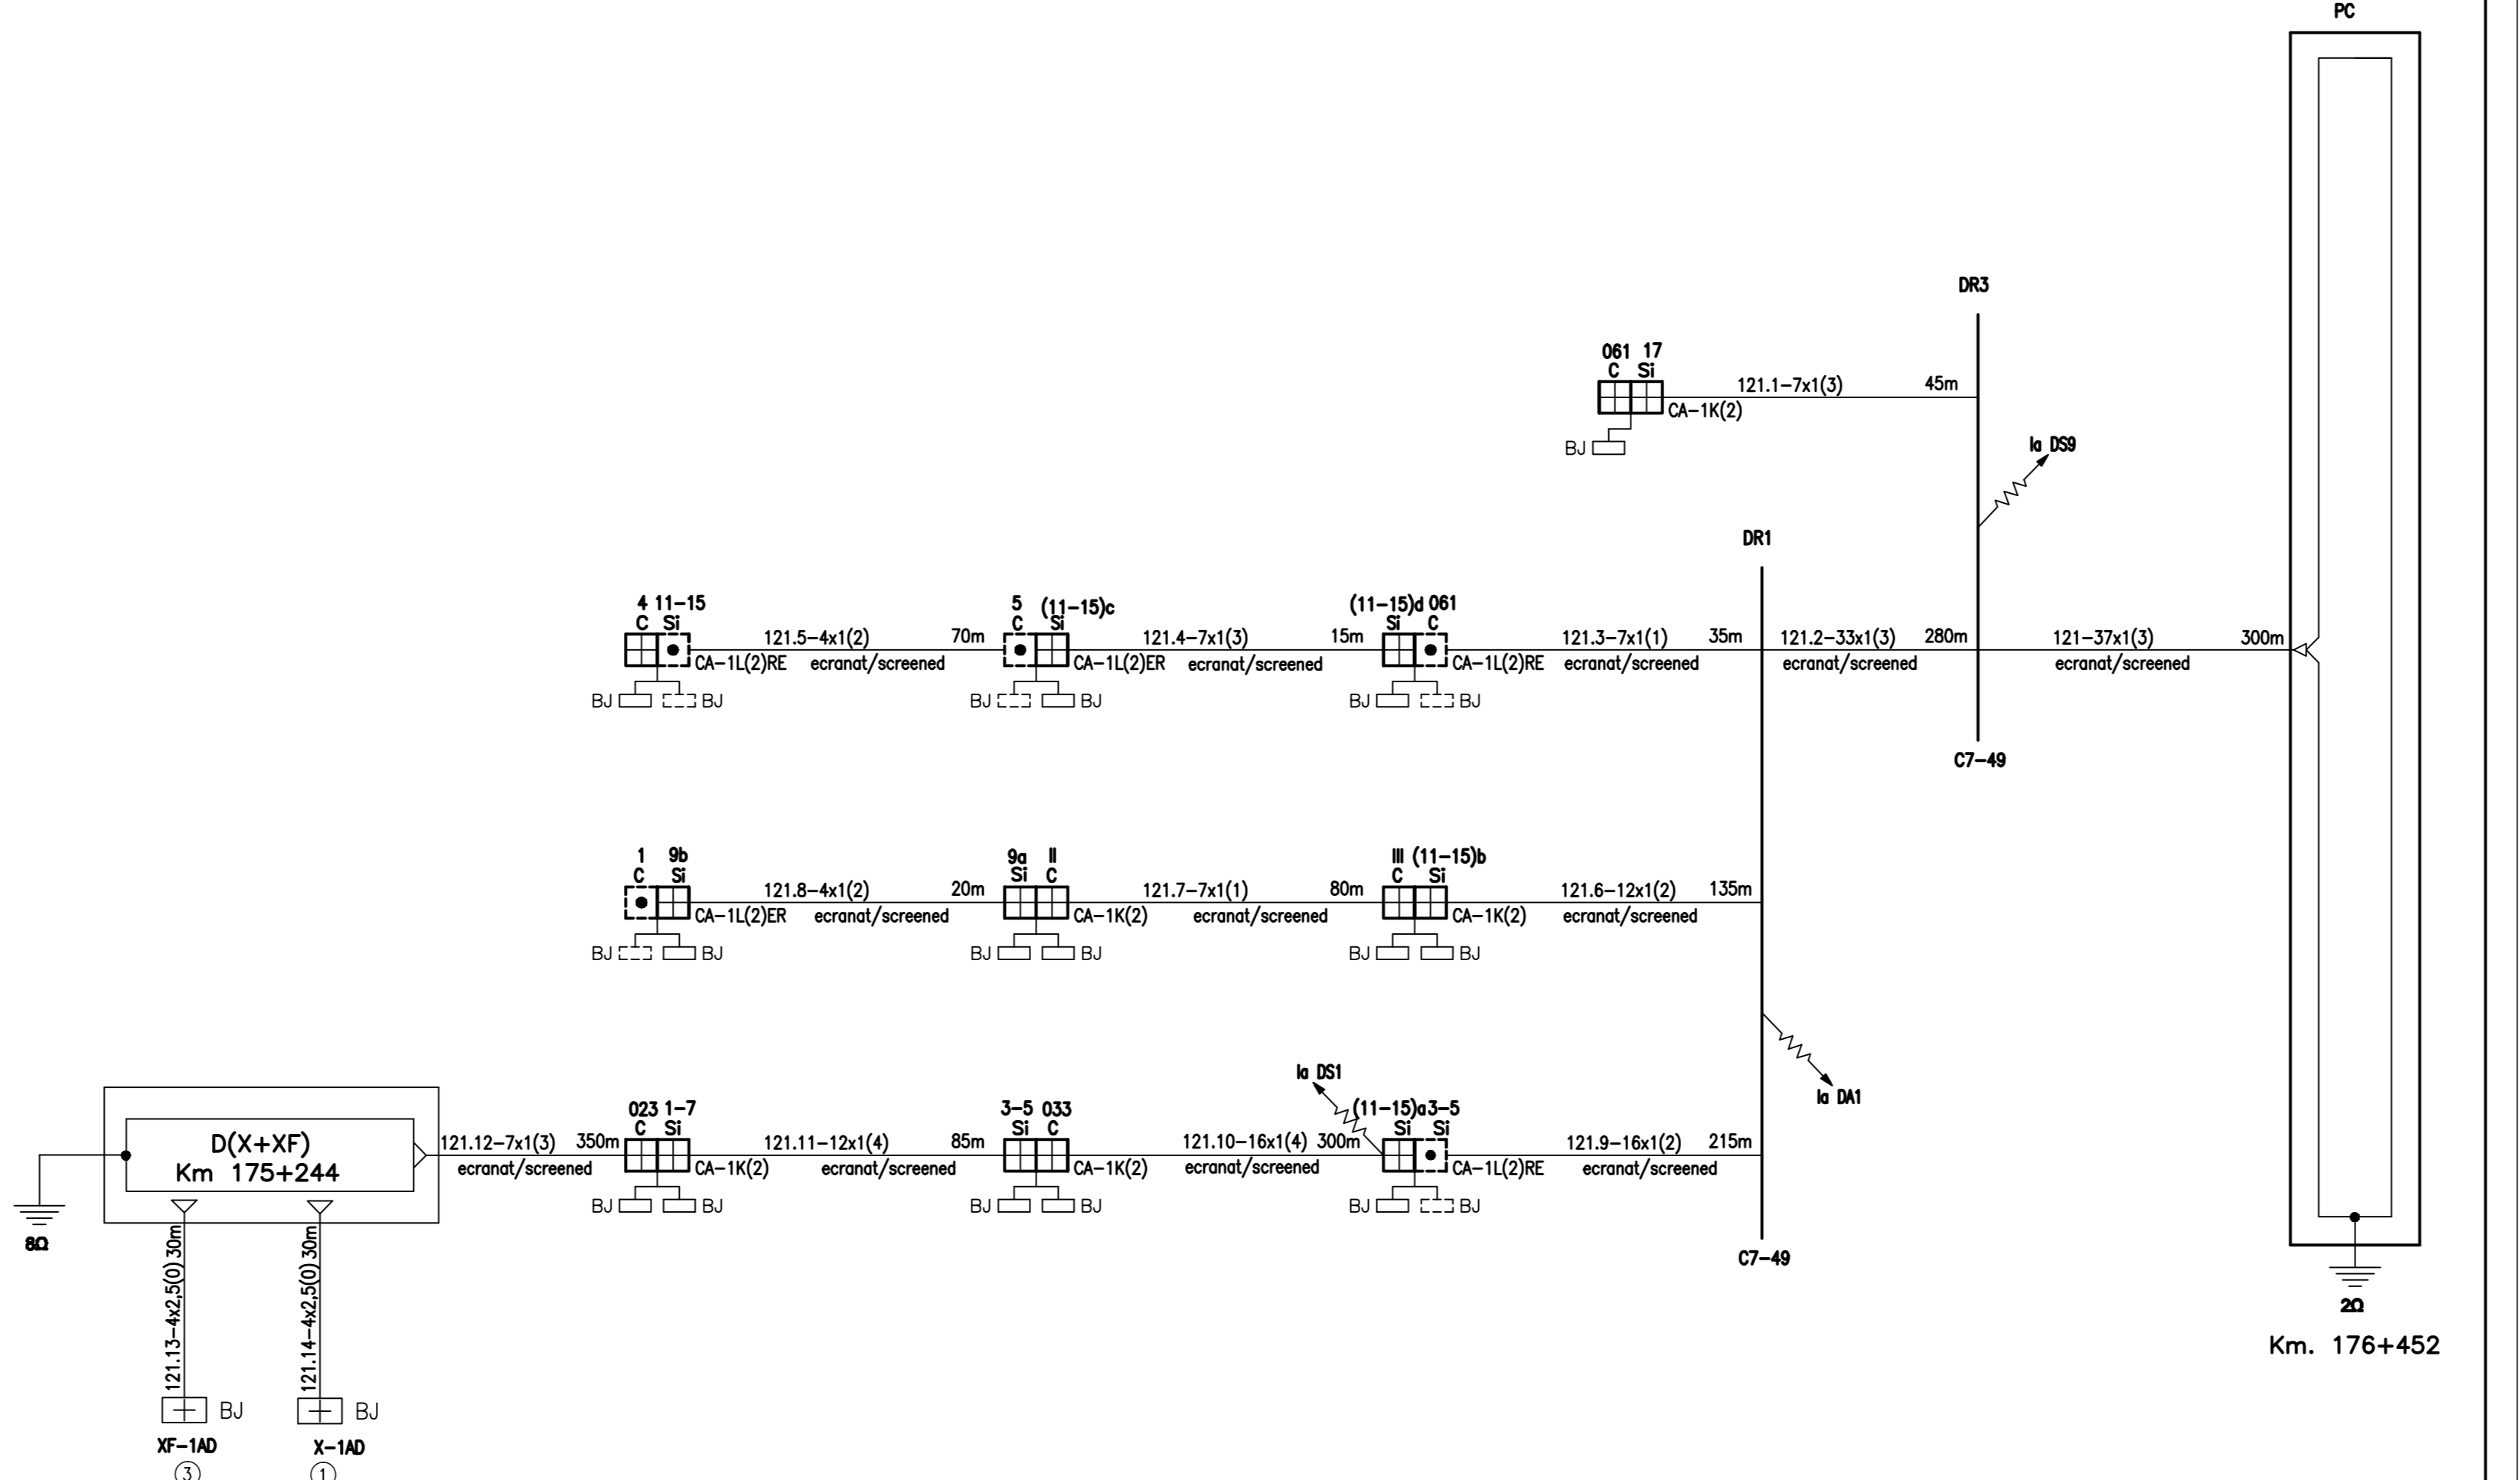 PC
DR3
061 17
C Si
121.1-7x1(3) 45m
CA-1K(2)
BJ
la DS9
DR1
4 11-15
C Si
121.5-4x1(2) 70m
CA-1L(2)RE ecranat/screened
BJ BJ
5 (11-15)c
C Si
121.4-7x1(3) 15m
CA-1L(2)ER ecranat/screened
BJ BJ
(11-15)d 061
Si C
121.3-7x1(1) 35m
CA-1L(2)RE ecranat/screened
BJ BJ
121.2-33x1(3) 280m
ecranat/screened
121-37x1(3) 300m
ecranat/screened
C7-49
1 9b
C Si
121.8-4x1(2) 20m
CA-1L(2)ER ecranat/screened
BJ BJ
9a II
Si C
121.7-7x1(1) 80m
CA-1K(2) ecranat/screened
BJ BJ
III (11-15)b
C Si
121.6-12x1(2) 135m
CA-1K(2) ecranat/screened
BJ BJ
la DS1
la DA1
D(X+XF)
Km 175+244
121.12-7x1(3) 350m
ecranat/screened
023 1-7
C Si
121.11-12x1(4) 85m
CA-1K(2) ecranat/screened
BJ BJ
3-5 033
Si C
121.10-16x1(4) 300m
CA-1K(2) ecranat/screened
BJ BJ
(11-15)a 3-5
Si Si
121.9-16x1(2) 215m
CA-1L(2)RE ecranat/screened
BJ BJ
8Ω
C7-49
121.13-4x2,5(0) 30m
121.14-4x2,5(0) 30m
2Ω
Km. 176+452
BJ
BJ
XF-1AD
X-1AD
3
1